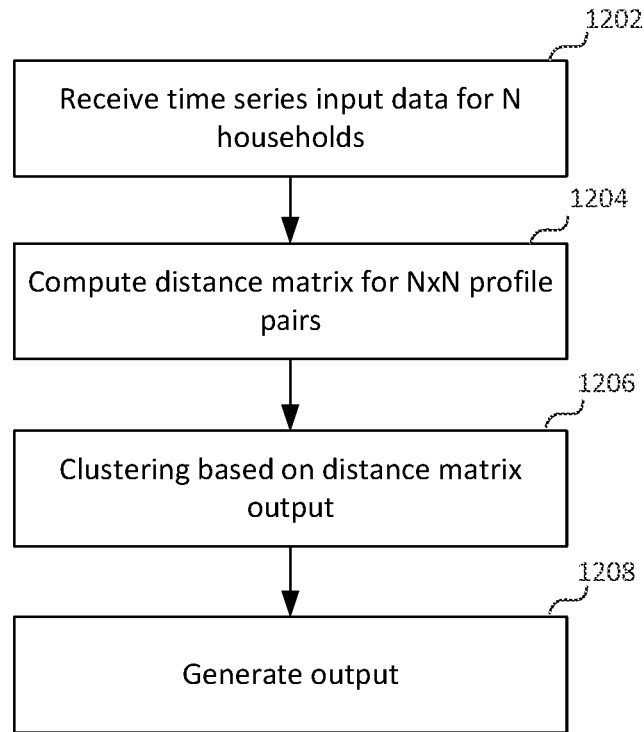 1202
Receive time series input data for N
households
1204
Compute distance matrix for NxN profile
pairs
1206
Clustering based on distance matrix
output
1208
Generate output